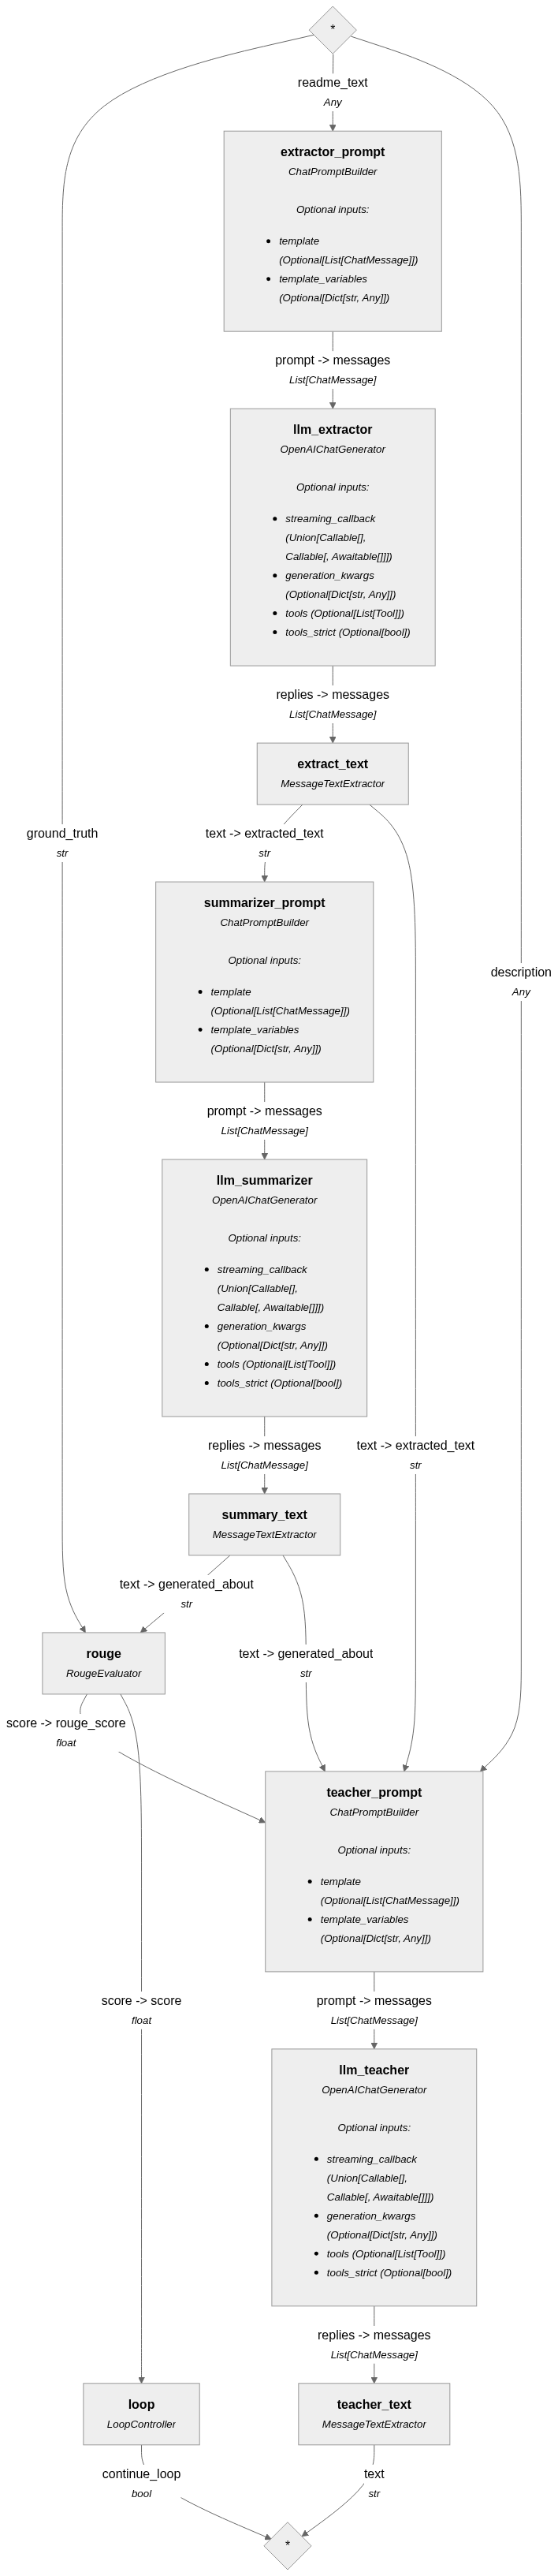 *
readme_text
Any
extractor_prompt
ChatPromptBuilder
Optional inputs:
• template
(Optional[List[ChatMessage]])
• template_variables
(Optional[Dict[str, Any]])
prompt -> messages
List[ChatMessage]
llm_extractor
OpenAIChatGenerator
Optional inputs:
• streaming_callback
(Union[Callable[],
Callable[, Awaitable[]]])
• generation_kwargs
(Optional[Dict[str, Any]])
• tools (Optional[List[Tool]])
• tools_strict (Optional[bool])
replies -> messages
List[ChatMessage]
extract_text
MessageTextExtractor
ground_truth
str
text -> extracted_text
str
summarizer_prompt
ChatPromptBuilder
Optional inputs:
• template
(Optional[List[ChatMessage]])
• template_variables
(Optional[Dict[str, Any]])
description
Any
prompt -> messages
List[ChatMessage]
llm_summarizer
OpenAIChatGenerator
Optional inputs:
• streaming_callback
(Union[Callable[],
Callable[, Awaitable[]]])
• generation_kwargs
(Optional[Dict[str, Any]])
• tools (Optional[List[Tool]])
• tools_strict (Optional[bool])
replies -> messages
List[ChatMessage]
text -> extracted_text
str
summary_text
MessageTextExtractor
text -> generated_about
str
rouge
RougeEvaluator
text -> generated_about
str
score -> rouge_score
float
teacher_prompt
ChatPromptBuilder
Optional inputs:
• template
(Optional[List[ChatMessage]])
• template_variables
(Optional[Dict[str, Any]])
score -> score
float
prompt -> messages
List[ChatMessage]
llm_teacher
OpenAIChatGenerator
Optional inputs:
• streaming_callback
(Union[Callable[],
Callable[, Awaitable[]]])
• generation_kwargs
(Optional[Dict[str, Any]])
• tools (Optional[List[Tool]])
• tools_strict (Optional[bool])
replies -> messages
List[ChatMessage]
loop
LoopController
teacher_text
MessageTextExtractor
continue_loop
bool
text
str
*